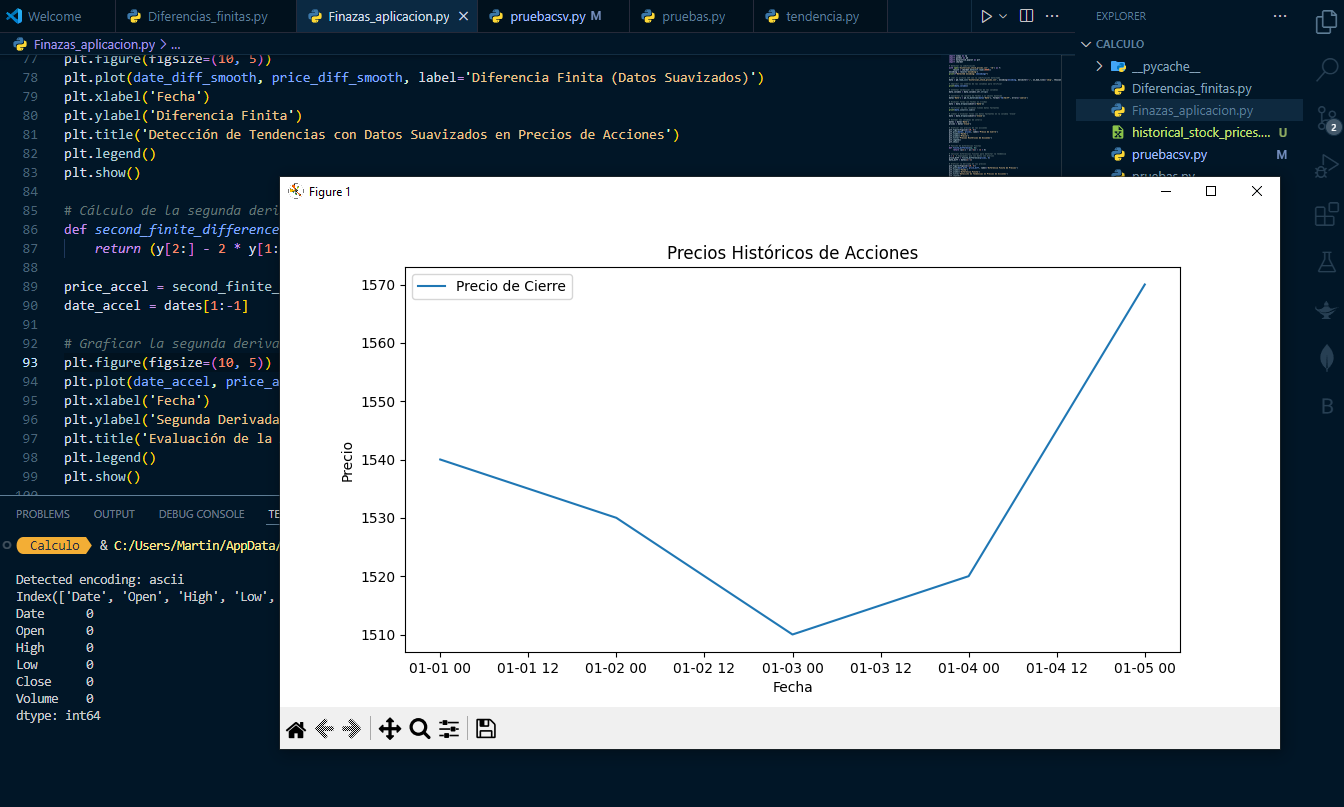 Welcome
Diferencias_finitas.py
Finazas_aplicacion.py
pruebacsv.py M
pruebas.py
tendencia.py
Finazas_aplicacion.py > ...
77 plt.figure(figsize=(10, 5))
78 plt.plot(date_diff_smooth, price_diff_smooth, label='Diferencia Finita (Datos Suavizados)')
79 plt.xlabel('Fecha')
80 plt.ylabel('Diferencia Finita')
81 plt.title('Detección de Tendencias con Datos Suavizados en Precios de Acciones')
82 plt.legend()
83 plt.show()
84
85 # Cálculo de la segunda deri
86 def second_finite_difference
87 return (y[2:] - 2 * y[1:
88
89 price_accel = second_finite_
90 date_accel = dates[1:-1]
91
92 # Graficar la segunda deriva
93 plt.figure(figsize=(10, 5))
94 plt.plot(date_accel, price_a
95 plt.xlabel('Fecha')
96 plt.ylabel('Segunda Derivada
97 plt.title('Evaluación de la
98 plt.legend()
99 plt.show()
100
PROBLEMS OUTPUT DEBUG CONSOLE TE
Calculo & C:/Users/Martin/AppData/
Detected encoding: ascii
Index(['Date', 'Open', 'High', 'Low',
Date 0
Open 0
High 0
Low 0
Close 0
Volume 0
dtype: int64
EXPLORER
CALCULO
__pycache__
Diferencias_finitas.py
Finazas_aplicacion.py
historical_stock_prices.... U
pruebacsv.py M
pruebas.py
2
Figure 1
Precios Históricos de Acciones
Precio de Cierre
1570
1560
1550
1540
1530
1520
1510
Precio
01-01 00 01-01 12 01-02 00 01-02 12 01-03 00 01-03 12 01-04 00 01-04 12 01-05 00
Fecha